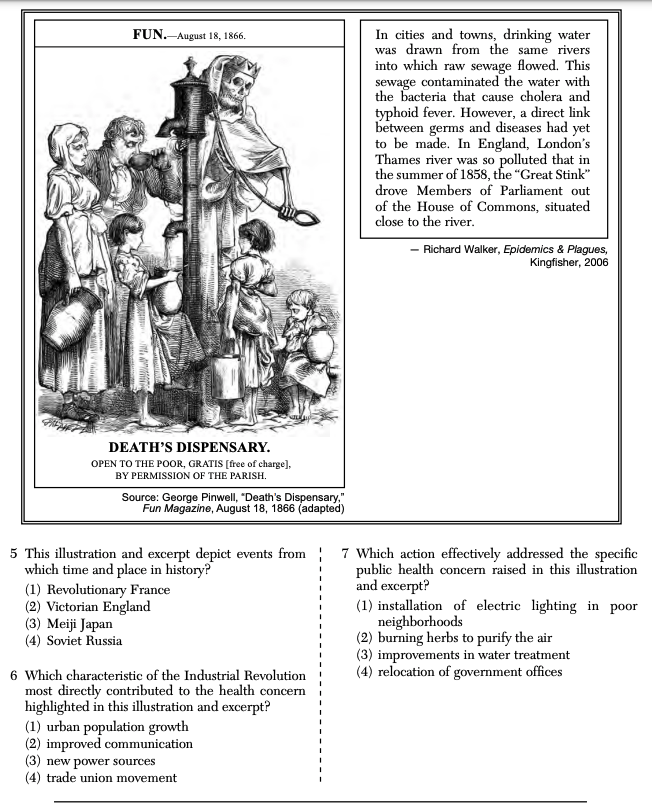 FUN.—August 18, 1866.
DEATH'S DISPENSARY.
OPEN TO THE POOR, GRATIS [free of charge],
BY PERMISSION OF THE PARISH.
Source: George Pinwell, "Death's Dispensary,"
Fun Magazine, August 18, 1866 (adapted)
In cities and towns, drinking water
was drawn from the same rivers
into which raw sewage flowed. This
sewage contaminated the water with
the bacteria that cause cholera and
typhoid fever. However, a direct link
between germs and diseases had yet
to be made. In England, London's
Thames river was so polluted that in
the summer of 1858, the "Great Stink"
drove Members of Parliament out
of the House of Commons, situated
close to the river.
— Richard Walker, Epidemics & Plagues,
Kingfisher, 2006
5 This illustration and excerpt depict events from
which time and place in history?
(1) Revolutionary France
(2) Victorian England
(3) Meiji Japan
(4) Soviet Russia
6 Which characteristic of the Industrial Revolution
most directly contributed to the health concern
highlighted in this illustration and excerpt?
(1) urban population growth
(2) improved communication
(3) new power sources
(4) trade union movement
7 Which action effectively addressed the specific
public health concern raised in this illustration
and excerpt?
(1) installation of electric lighting in poor
neighborhoods
(2) burning herbs to purify the air
(3) improvements in water treatment
(4) relocation of government offices